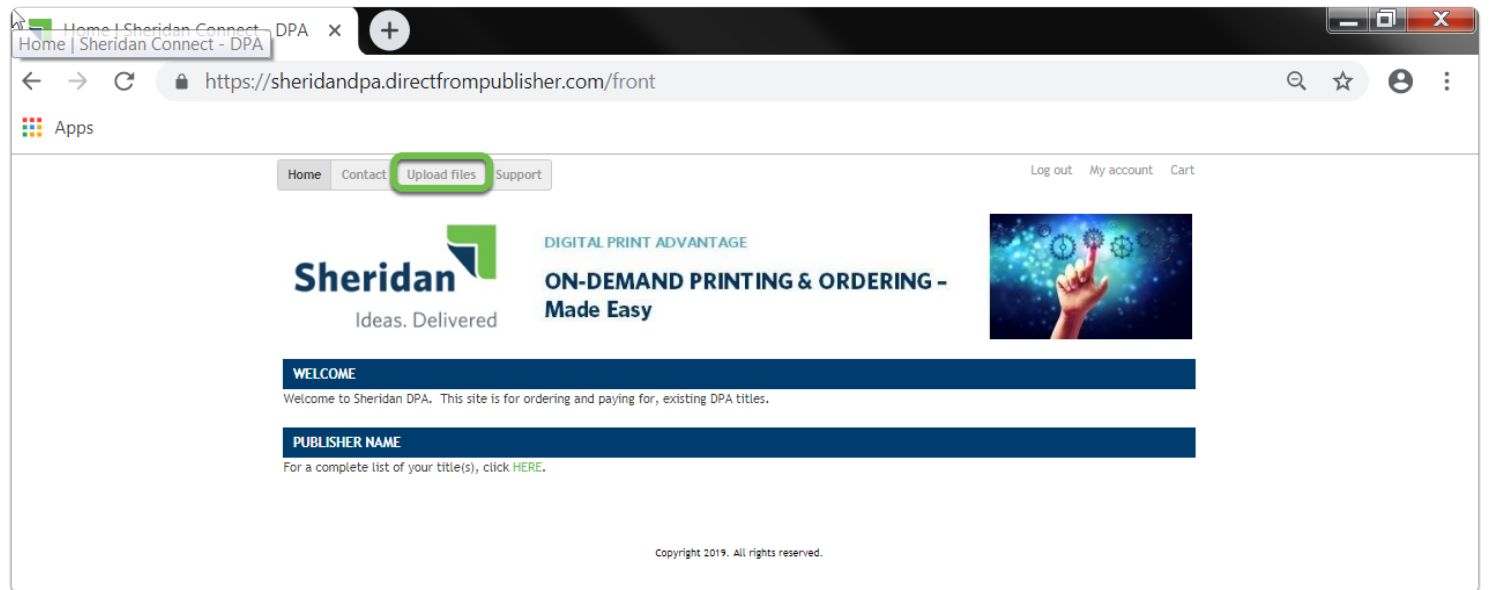 Home | Sheridan Connect - DPA
Home | Sheridan Connect - DPA
https://sheridandpa.directfrompublisher.com/front
Apps
Home Contact Upload files Support
Log out My account Cart
Sheridan
Ideas. Delivered
DIGITAL PRINT ADVANTAGE
ON-DEMAND PRINTING & ORDERING –
Made Easy
WELCOME
Welcome to Sheridan DPA. This site is for ordering and paying for, existing DPA titles.
PUBLISHER NAME
For a complete list of your title(s), click HERE.
Copyright 2019. All rights reserved.